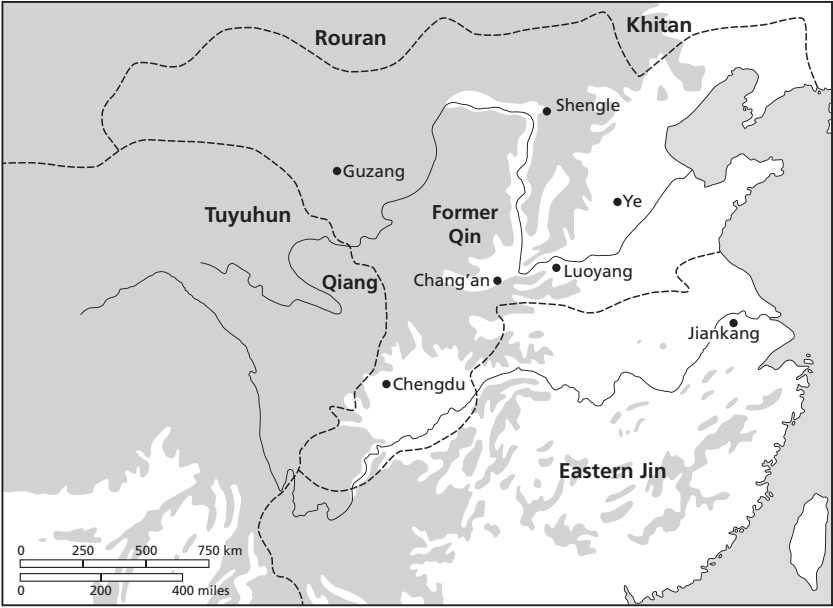 Rouran
Khitan
Shengle
Guzang
Ye
Tuyuhun
Former
Qin
Luoyang
Chang'an
Qiang
Jiankang
Chengdu
Eastern Jin
0 250 500 750 km
0 200 400 miles